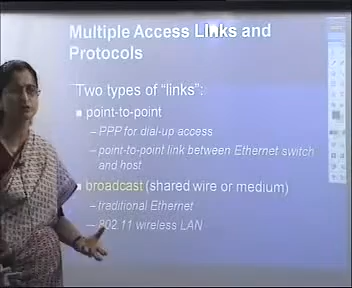 Multiple Access Links and
Protocols
Two types of “links”:
■ point-to-point
– PPP for dial-up access
– point-to-point link between Ethernet switch
and host
■ broadcast (shared wire or medium)
– traditional Ethernet
– 802.11 wireless LAN